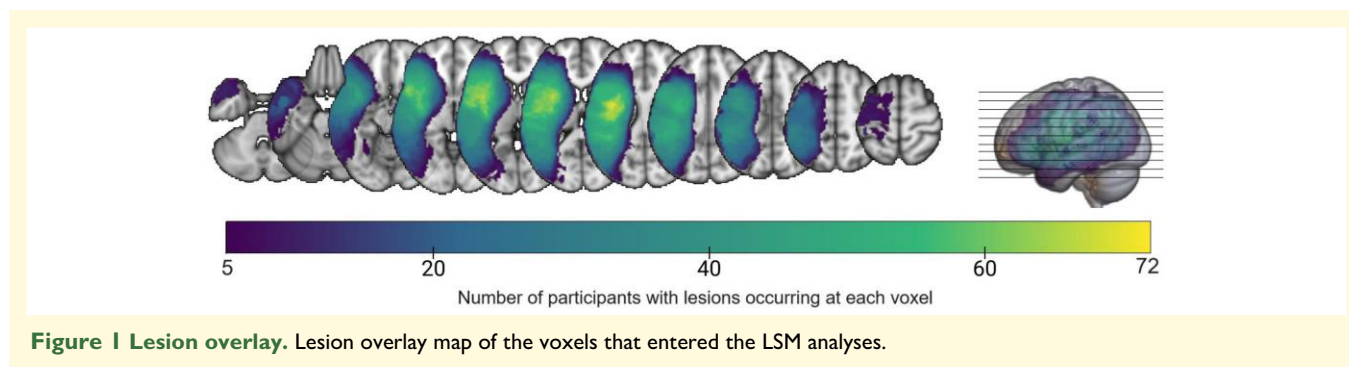 5 20 40 60 72
Number of participants with lesions occurring at each voxel
Figure 1 Lesion overlay. Lesion overlay map of the voxels that entered the LSM analyses.